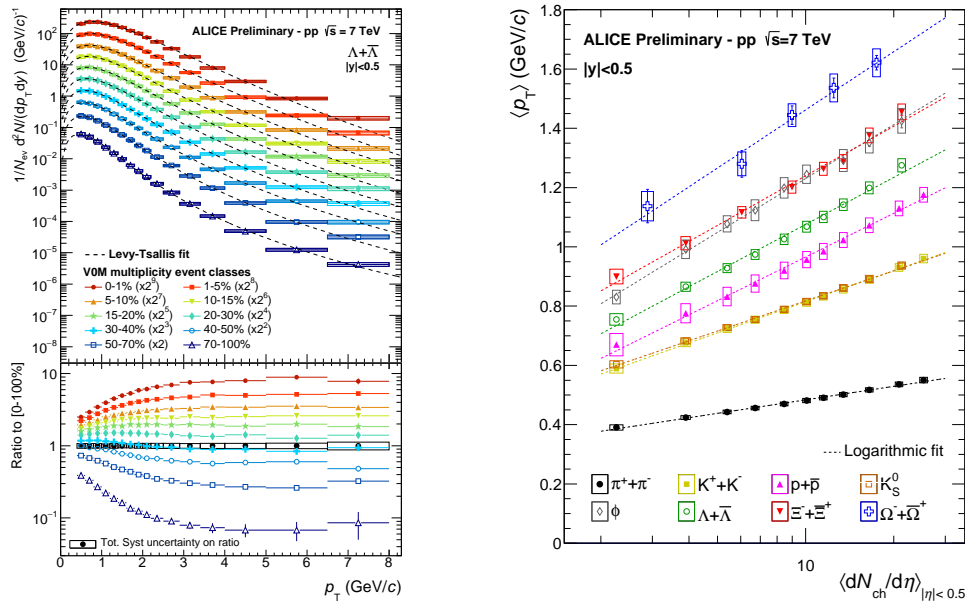 ALICE Preliminary - pp √s = 7 TeV
Λ+Λ̅
|y|<0.5
1/N_ev d²N/(dp_T dy) (GeV/c)⁻¹
10²
10
1
10⁻¹
10⁻²
10⁻³
10⁻⁴
10⁻⁵
10⁻⁶
10⁻⁷
10⁻⁸
Levy-Tsallis fit
V0M multiplicity event classes
0-1% (x2⁹) 1-5% (x2⁸)
5-10% (x2⁷) 10-15% (x2⁶)
15-20% (x2⁵) 20-30% (x2⁴)
30-40% (x2³) 40-50% (x2²)
50-70% (x2) 70-100%
Ratio to [0-100%]
10
1
10⁻¹
Tot. Syst uncertainty on ratio
0 1 2 3 4 5 6 7 8
p_T (GeV/c)
⟨p_T⟩ (GeV/c)
ALICE Preliminary - pp √s=7 TeV
|y|<0.5
1.8
1.6
1.4
1.2
1
0.8
0.6
0.4
0.2
0
Logarithmic fit
π⁺+π⁻ K⁺+K⁻ p+p̅ K⁰_S
ϕ Λ+Λ̅ Ξ⁻+Ξ̅⁺ Ω⁻+Ω̅⁺
10
⟨dN_ch/dη⟩_|η|< 0.5